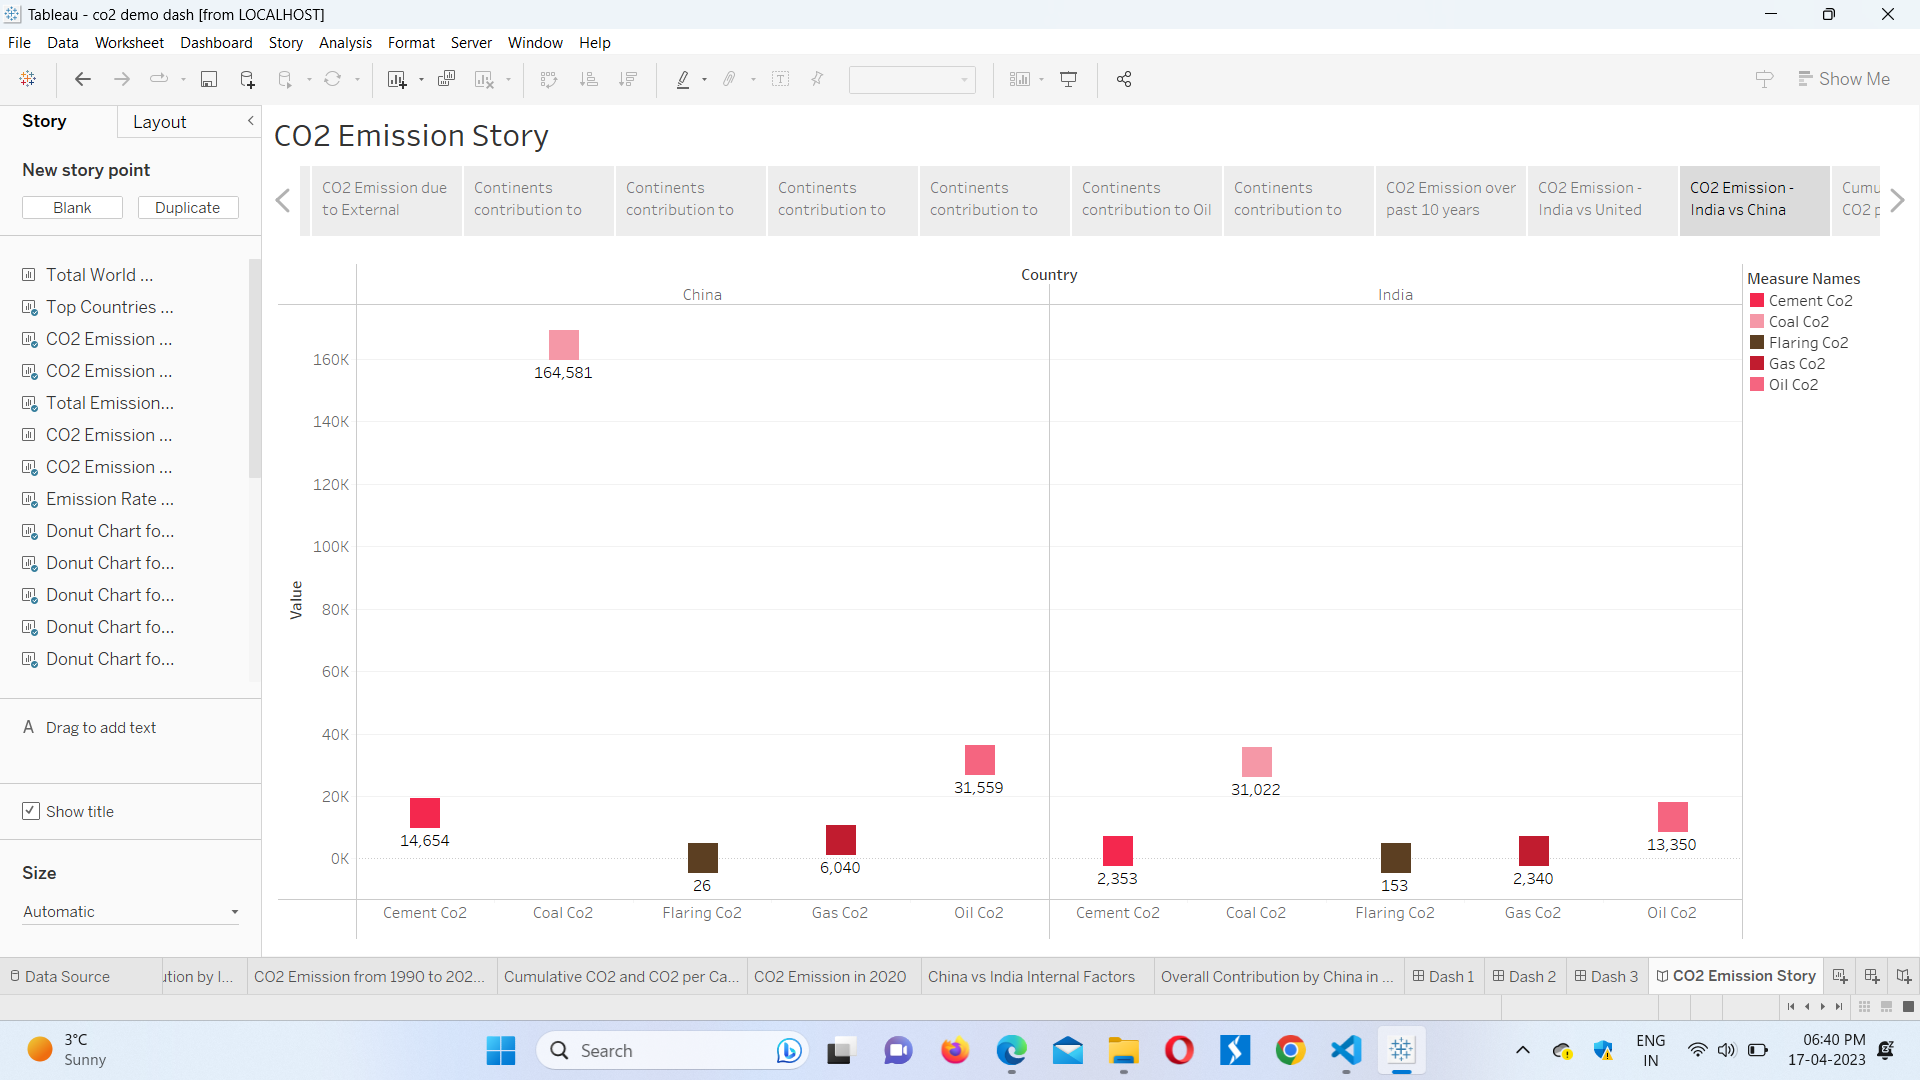 Tableau - co2 demo dash [from LOCALHOST]
File Data Worksheet Dashboard Story Analysis Format Server Window Help
Show Me
Story Layout
New story point
Blank Duplicate
Total World ...
Top Countries ...
CO2 Emission ...
CO2 Emission ...
Total Emission...
CO2 Emission ...
CO2 Emission ...
Emission Rate ...
Donut Chart fo...
Donut Chart fo...
Donut Chart fo...
Donut Chart fo...
Donut Chart fo...
A Drag to add text
Show title
Size
Automatic
CO2 Emission Story
CO2 Emission due
to External
Continents
contribution to
Continents
contribution to
Continents
contribution to
Continents
contribution to
Continents
contribution to Oil
Continents
contribution to
CO2 Emission over
past 10 years
CO2 Emission -
India vs United
CO2 Emission -
India vs China
Cumu
CO2 p
Country
China India
Value
160K
140K
120K
100K
80K
60K
40K
20K
0K
164,581
31,559
14,654
6,040
26
31,022
13,350
2,353
2,340
153
Cement Co2 Coal Co2 Flaring Co2 Gas Co2 Oil Co2 Cement Co2 Coal Co2 Flaring Co2 Gas Co2 Oil Co2
Measure Names
Cement Co2
Coal Co2
Flaring Co2
Gas Co2
Oil Co2
Data Source ution by I... CO2 Emission from 1990 to 202... Cumulative CO2 and CO2 per Ca... CO2 Emission in 2020 China vs India Internal Factors Overall Contribution by China in ... Dash 1 Dash 2 Dash 3 CO2 Emission Story
3°C
Sunny
Search
ENG
IN
06:40 PM
17-04-2023